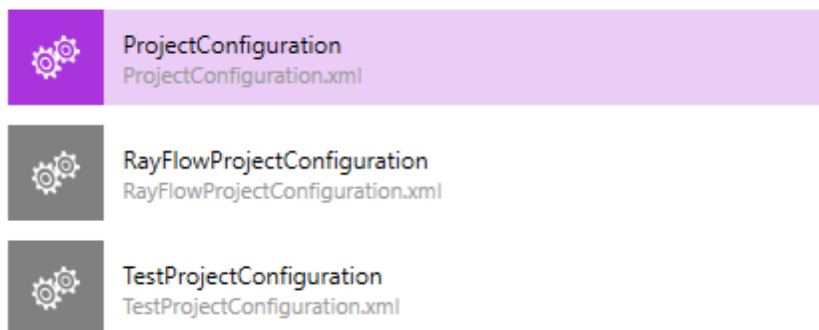 ProjectConfiguration
ProjectConfiguration.xml
RayFlowProjectConfiguration
RayFlowProjectConfiguration.xml
TestProjectConfiguration
TestProjectConfiguration.xml